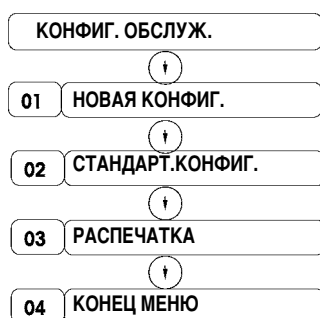 КОНФИГ. ОБСЛУЖ.
01 НОВАЯ КОНФИГ.
02 СТАНДАРТ.КОНФИГ.
03 РАСПЕЧАТКА
04 КОНЕЦ МЕНЮ